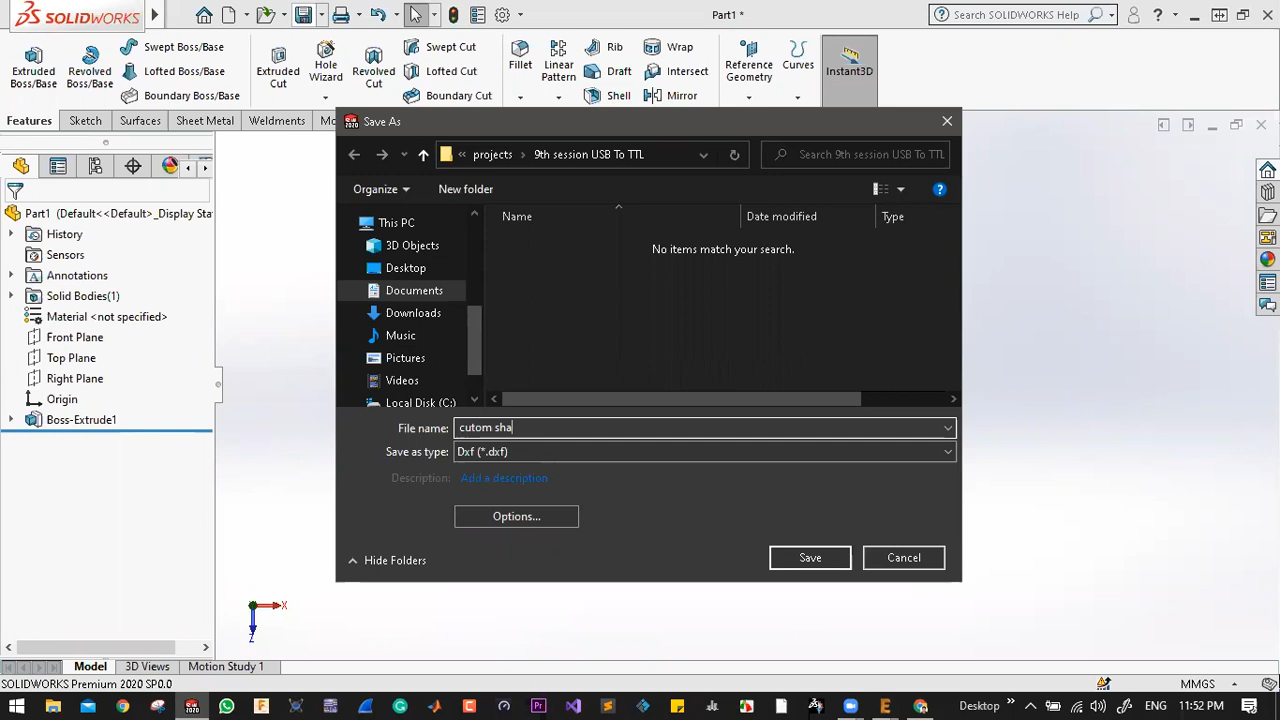 SOLIDWORKS
Part1 *
Search SOLIDWORKS Help
Extruded Boss/Base
Revolved Boss/Base
Swept Boss/Base
Lofted Boss/Base
Boundary Boss/Base
Extruded Cut
Hole Wizard
Revolved Cut
Swept Cut
Lofted Cut
Boundary Cut
Fillet
Linear Pattern
Rib
Draft
Shell
Wrap
Intersect
Mirror
Reference Geometry
Curves
Instant3D
Features
Sketch
Surfaces
Sheet Metal
Weldments
Mo
Part1 (Default<<Default>_Display Sta
History
Sensors
Annotations
Solid Bodies(1)
Material <not specified>
Front Plane
Top Plane
Right Plane
Origin
Boss-Extrude1
2020
Save As
« projects › 9th session USB To TTL
Search 9th session USB To TTL
Organize
New folder
Name
Date modified
Type
This PC
3D Objects
Desktop
Documents
Downloads
Music
Pictures
Videos
Local Disk (C:)
No items match your search.
File name: cutom sha
Save as type: Dxf (*.dxf)
Description: Add a description
Options...
Hide Folders
Save
Cancel
X
Z
Model
3D Views
Motion Study 1
SOLIDWORKS Premium 2020 SP0.0
MMGS
Desktop
ENG
11:52 PM